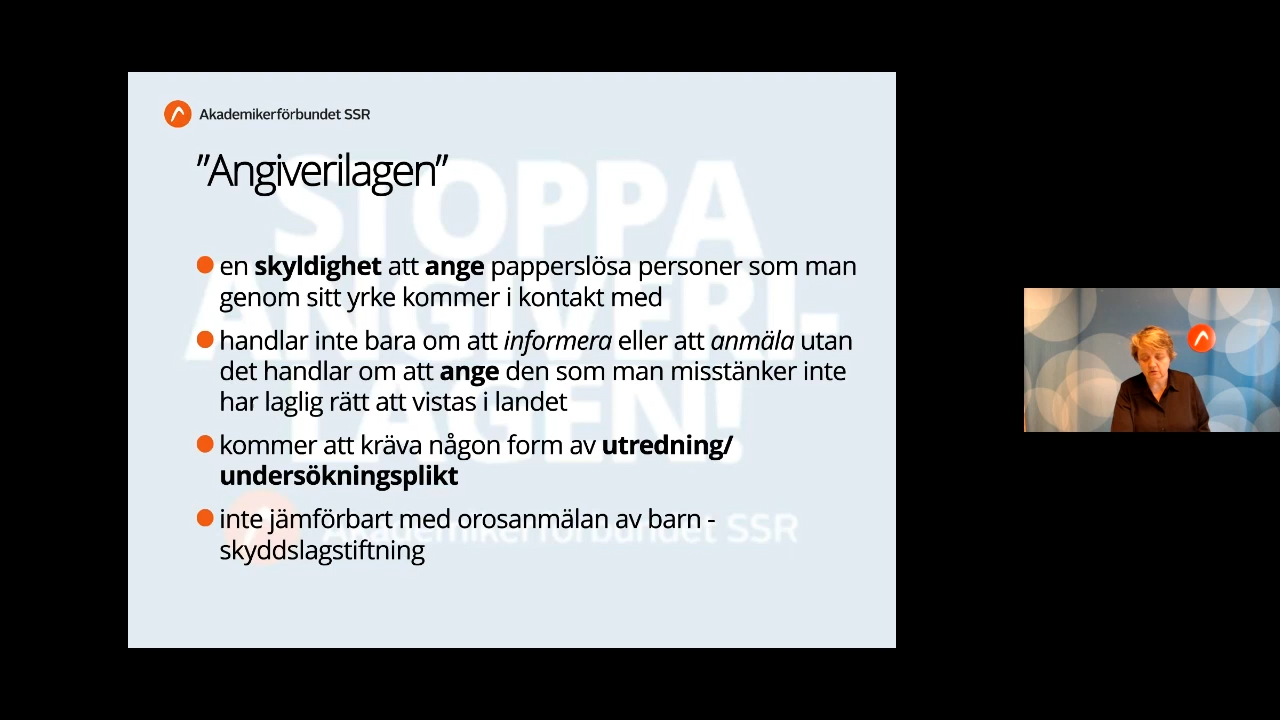 Akademikerförbundet SSR
”Angiverilagen”
STOPPA
ANGIVERI-
LAGEN!
en skyldighet att ange papperslösa personer som man
genom sitt yrke kommer i kontakt med
handlar inte bara om att informera eller att anmäla utan
det handlar om att ange den som man misstänker inte
har laglig rätt att vistas i landet
kommer att kräva någon form av utredning/
undersökningsplikt
inte jämförbart med orosanmälan av barn -
skyddslagstiftning
Akademikerförbundet SSR